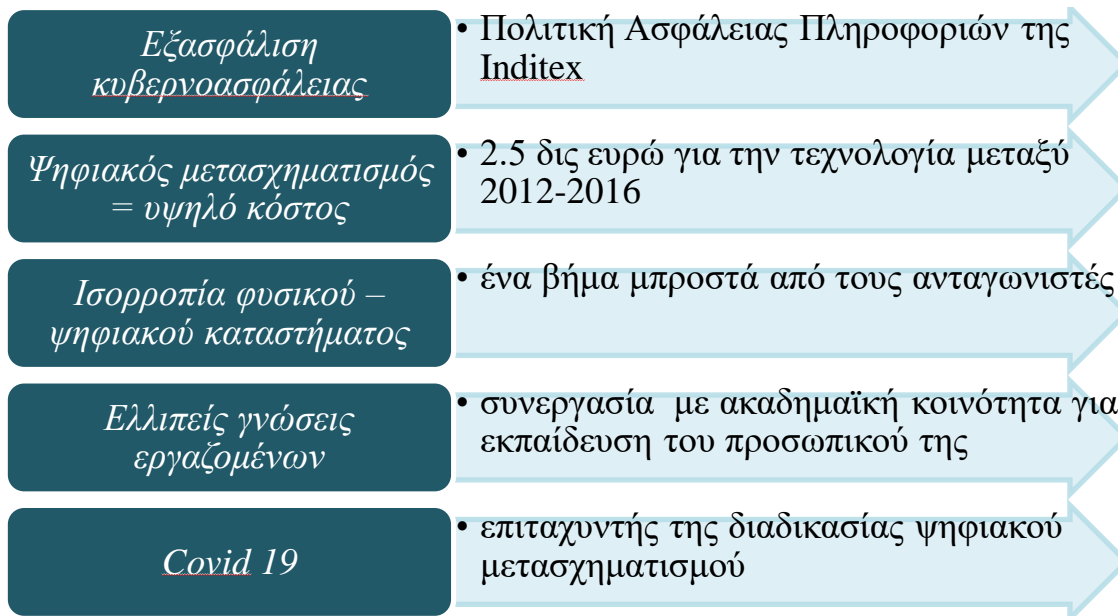 Εξασφάλιση
κυβερνοασφάλειας
• Πολιτική Ασφάλειας Πληροφοριών της
Inditex
Ψηφιακός μετασχηματισμός
= υψηλό κόστος
• 2.5 δις ευρώ για την τεχνολογία μεταξύ
2012-2016
Ισορροπία φυσικού –
ψηφιακού καταστήματος
• ένα βήμα μπροστά από τους ανταγωνιστές
Ελλιπείς γνώσεις
εργαζομένων
• συνεργασία  με ακαδημαϊκή κοινότητα για
εκπαίδευση του προσωπικού της
Covid 19
• επιταχυντής της διαδικασίας ψηφιακού
μετασχηματισμού